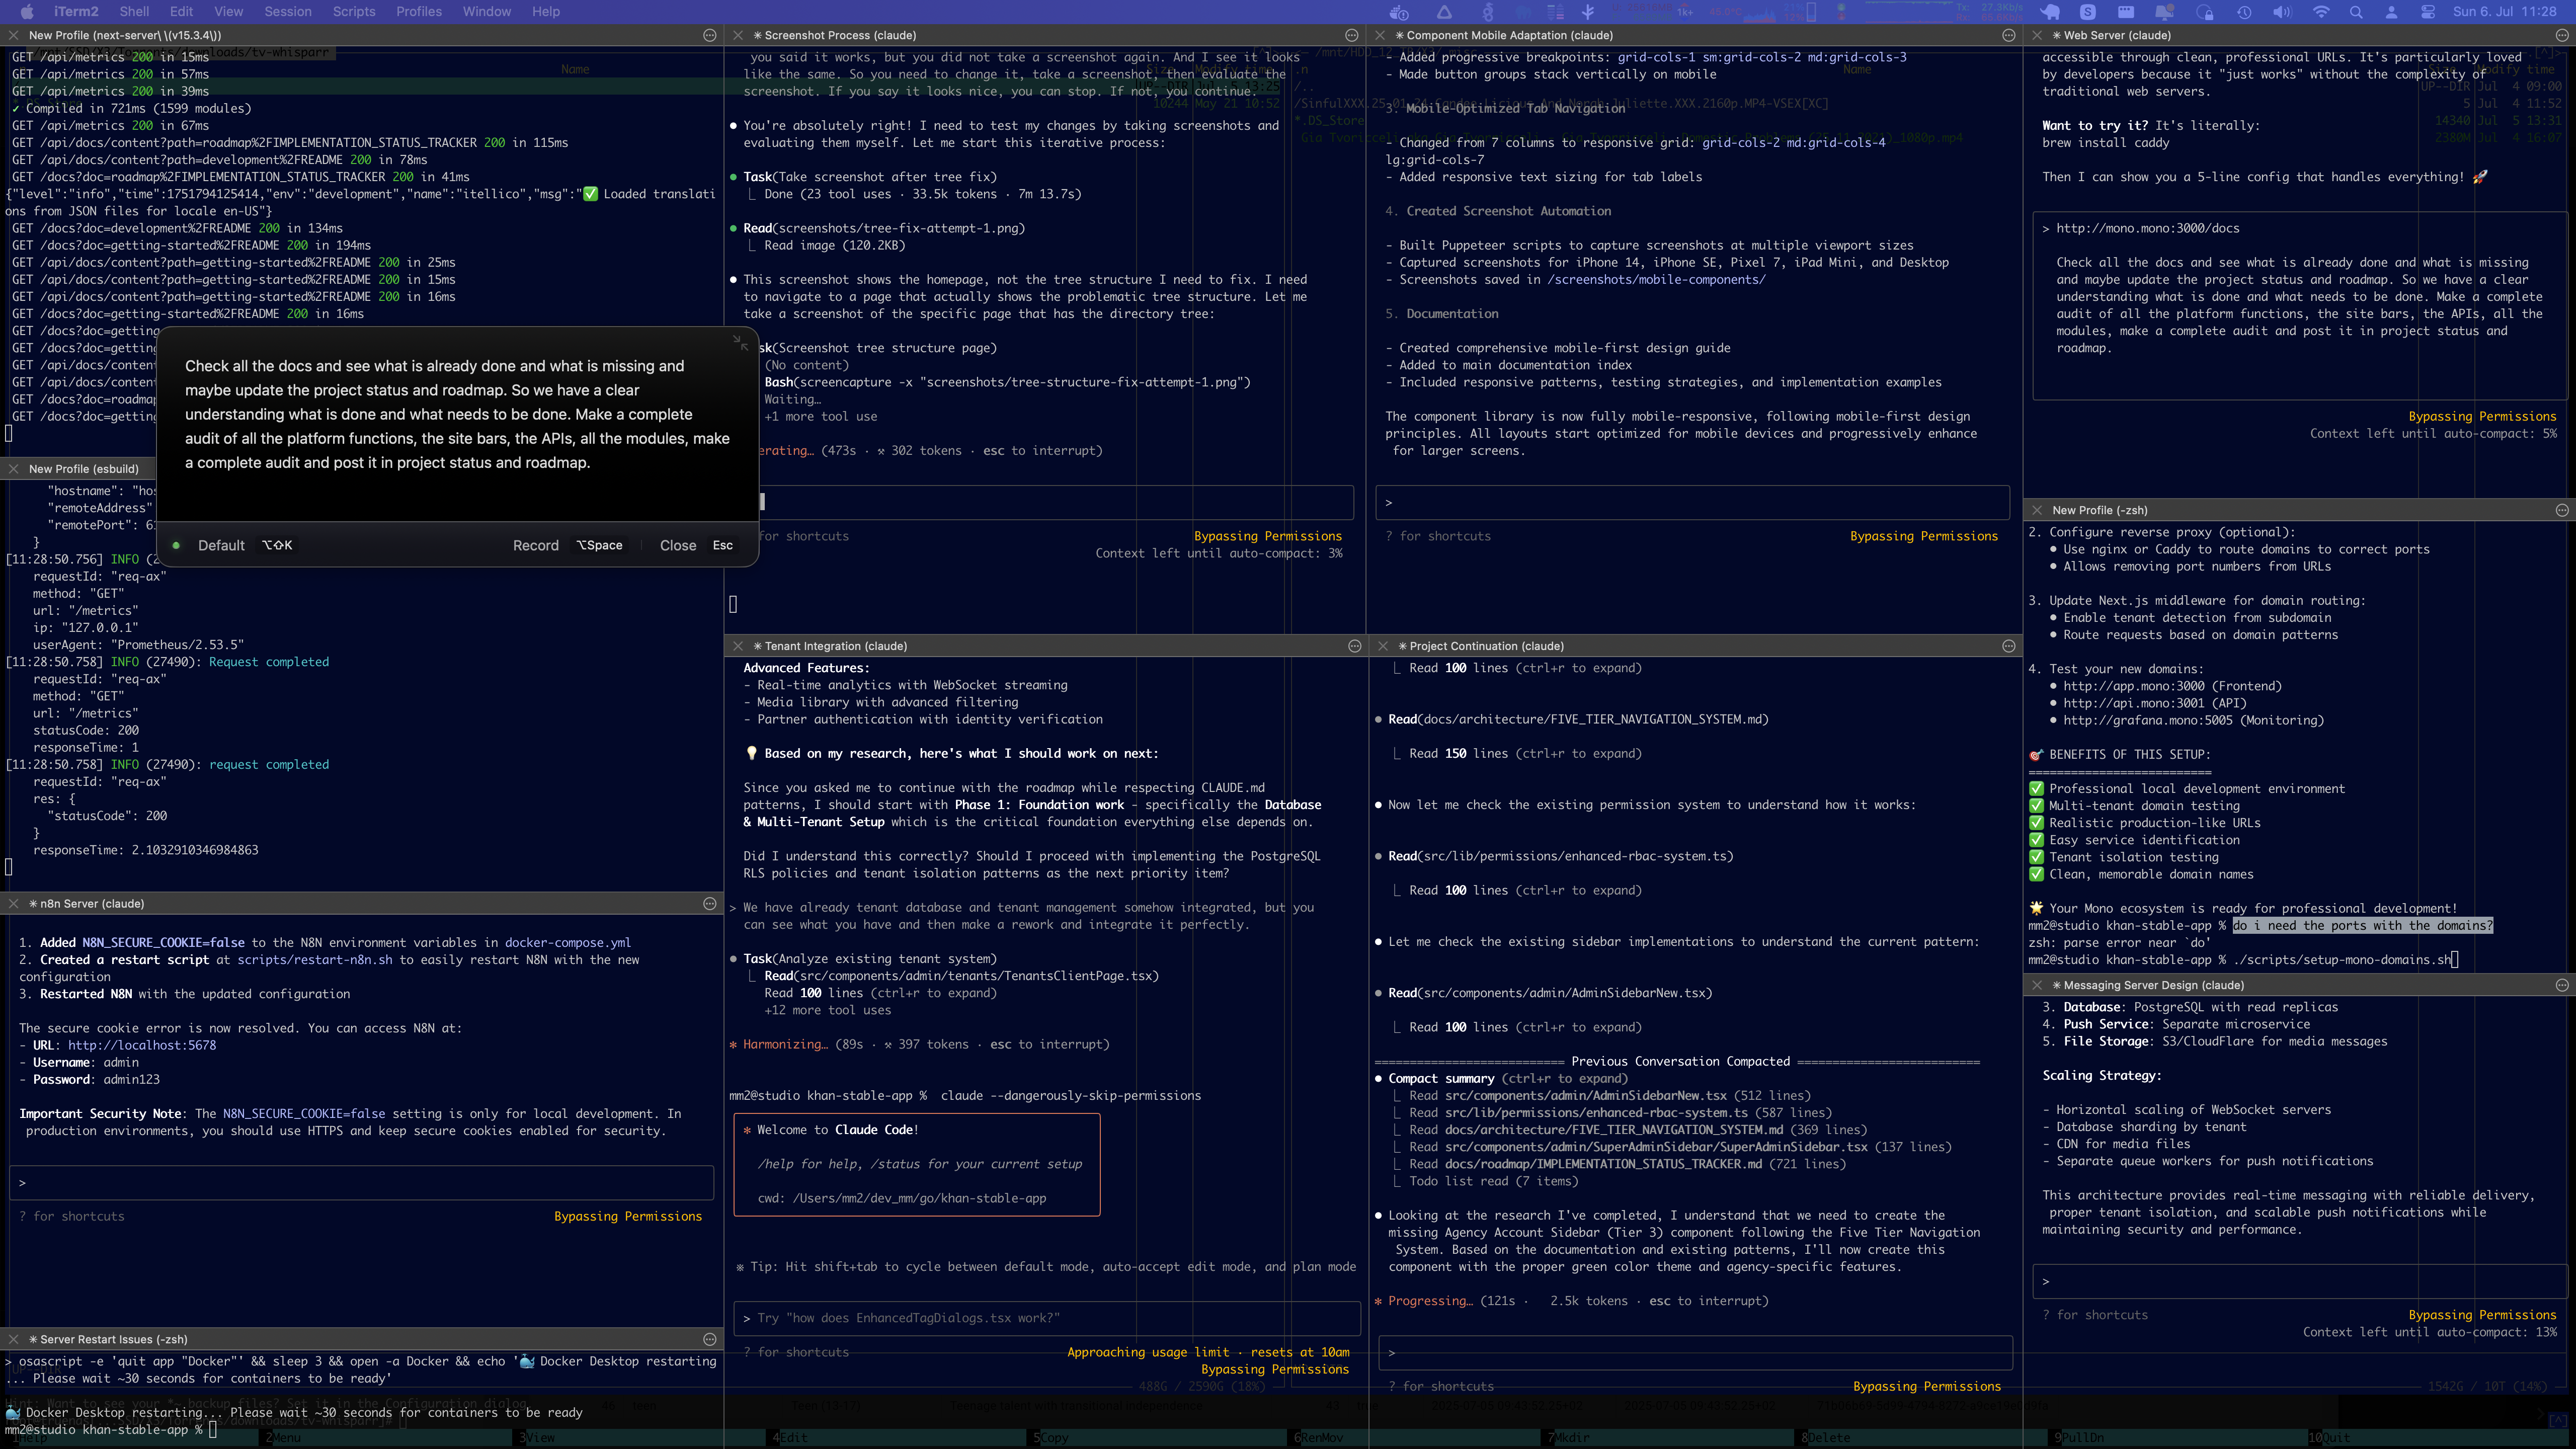 iTerm2 Shell Edit View Session Scripts Profiles Window Help
Sun 6. Jul 11:28
New Profile (next-server\ \(v15.3.4\))
GET /api/metrics 200 in 15ms
GET /api/metrics 200 in 57ms
GET /api/metrics 200 in 39ms
✓ Compiled in 721ms (1599 modules)
GET /api/metrics 200 in 67ms
GET /api/docs/content?path=roadmap%2FIMPLEMENTATION_STATUS_TRACKER 200 in 115ms
GET /api/docs/content?path=development%2FREADME 200 in 78ms
GET /docs?doc=roadmap%2FIMPLEMENTATION_STATUS_TRACKER 200 in 41ms
{"level":"info","time":1751794125414,"env":"development","name":"itellico","msg":"✅ Loaded translati
ons from JSON files for locale en-US"}
GET /docs?doc=development%2FREADME 200 in 134ms
GET /docs?doc=getting-started%2FREADME 200 in 194ms
GET /api/docs/content?path=getting-started%2FREADME 200 in 25ms
GET /api/docs/content?path=getting-started%2FREADME 200 in 15ms
GET /api/docs/content?path=getting-started%2FREADME 200 in 16ms
GET /docs?doc=getting-started%2FREADME 200 in 16ms
GET /docs?doc=getting
GET /docs?doc=getting
GET /api/docs/content
GET /api/docs/content
GET /docs?doc=roadmap
GET /docs?doc=getting
Check all the docs and see what is already done and what is missing and
maybe update the project status and roadmap. So we have a clear
understanding what is done and what needs to be done. Make a complete
audit of all the platform functions, the site bars, the APIs, all the modules, make
a complete audit and post it in project status and roadmap.
Default ⌥⇧K Record ⌥Space Close Esc
New Profile (esbuild)
"hostname": "hos
"remoteAddress"
"remotePort": 6
}
[11:28:50.756] INFO (2
requestId: "req-ax"
method: "GET"
url: "/metrics"
ip: "127.0.0.1"
userAgent: "Prometheus/2.53.5"
[11:28:50.758] INFO (27490): Request completed
requestId: "req-ax"
method: "GET"
url: "/metrics"
statusCode: 200
responseTime: 1
[11:28:50.758] INFO (27490): request completed
requestId: "req-ax"
res: {
"statusCode": 200
}
responseTime: 2.1032910346984863
✳ n8n Server (claude)
1. Added N8N_SECURE_COOKIE=false to the N8N environment variables in docker-compose.yml
2. Created a restart script at scripts/restart-n8n.sh to easily restart N8N with the new
configuration
3. Restarted N8N with the updated configuration
The secure cookie error is now resolved. You can access N8N at:
- URL: http://localhost:5678
- Username: admin
- Password: admin123
Important Security Note: The N8N_SECURE_COOKIE=false setting is only for local development. In
production environments, you should use HTTPS and keep secure cookies enabled for security.
>
? for shortcuts Bypassing Permissions
✳ Server Restart Issues (-zsh)
> osascript -e 'quit app "Docker"' && sleep 3 && open -a Docker && echo '🐳 Docker Desktop restarting
... Please wait ~30 seconds for containers to be ready'
🐳 Docker Desktop restarting... Please wait ~30 seconds for containers to be ready
mm2@studio khan-stable-app %
✳ Screenshot Process (claude)
you said it works, but you did not take a screenshot again. And I see it looks
like the same. So you need to change it, take a screenshot, then evaluate the
screenshot. If you say it looks nice, you can stop. If not, you continue.
● You're absolutely right! I need to test my changes by taking screenshots and
evaluating them myself. Let me start this iterative process:
● Task(Take screenshot after tree fix)
⎿ Done (23 tool uses · 33.5k tokens · 7m 13.7s)
● Read(screenshots/tree-fix-attempt-1.png)
⎿ Read image (120.2KB)
● This screenshot shows the homepage, not the tree structure I need to fix. I need
to navigate to a page that actually shows the problematic tree structure. Let me
take a screenshot of the specific page that has the directory tree:
sk(Screenshot tree structure page)
(No content)
Bash(screencapture -x "screenshots/tree-structure-fix-attempt-1.png")
Waiting…
+1 more tool use
erating… (473s · ⚒ 302 tokens · esc to interrupt)
for shortcuts Bypassing Permissions
Context left until auto-compact: 3%
✳ Tenant Integration (claude)
Advanced Features:
- Real-time analytics with WebSocket streaming
- Media library with advanced filtering
- Partner authentication with identity verification
💡 Based on my research, here's what I should work on next:
Since you asked me to continue with the roadmap while respecting CLAUDE.md
patterns, I should start with Phase 1: Foundation work - specifically the Database
& Multi-Tenant Setup which is the critical foundation everything else depends on.
Did I understand this correctly? Should I proceed with implementing the PostgreSQL
RLS policies and tenant isolation patterns as the next priority item?
> We have already tenant database and tenant management somehow integrated, but you
can see what you have and then make a rework and integrate it perfectly.
● Task(Analyze existing tenant system)
⎿ Read(src/components/admin/tenants/TenantsClientPage.tsx)
Read 100 lines (ctrl+r to expand)
+12 more tool uses
✻ Harmonizing… (89s · ⚒ 397 tokens · esc to interrupt)
mm2@studio khan-stable-app % claude --dangerously-skip-permissions
✻ Welcome to Claude Code!
/help for help, /status for your current setup
cwd: /Users/mm2/dev_mm/go/khan-stable-app
※ Tip: Hit shift+tab to cycle between default mode, auto-accept edit mode, and plan mode
> Try "how does EnhancedTagDialogs.tsx work?"
? for shortcuts Approaching usage limit · resets at 10am
Bypassing Permissions
✳ Component Mobile Adaptation (claude)
- Added progressive breakpoints: grid-cols-1 sm:grid-cols-2 md:grid-cols-3
- Made button groups stack vertically on mobile
3. Mobile-Optimized Tab Navigation
- Changed from 7 columns to responsive grid: grid-cols-2 md:grid-cols-4
lg:grid-cols-7
- Added responsive text sizing for tab labels
4. Created Screenshot Automation
- Built Puppeteer scripts to capture screenshots at multiple viewport sizes
- Captured screenshots for iPhone 14, iPhone SE, Pixel 7, iPad Mini, and Desktop
- Screenshots saved in /screenshots/mobile-components/
5. Documentation
- Created comprehensive mobile-first design guide
- Added to main documentation index
- Included responsive patterns, testing strategies, and implementation examples
The component library is now fully mobile-responsive, following mobile-first design
principles. All layouts start optimized for mobile devices and progressively enhance
for larger screens.
>
? for shortcuts Bypassing Permissions
✳ Project Continuation (claude)
⎿ Read 100 lines (ctrl+r to expand)
● Read(docs/architecture/FIVE_TIER_NAVIGATION_SYSTEM.md)
⎿ Read 150 lines (ctrl+r to expand)
● Now let me check the existing permission system to understand how it works:
● Read(src/lib/permissions/enhanced-rbac-system.ts)
⎿ Read 100 lines (ctrl+r to expand)
● Let me check the existing sidebar implementations to understand the current pattern:
● Read(src/components/admin/AdminSidebarNew.tsx)
⎿ Read 100 lines (ctrl+r to expand)
Previous Conversation Compacted
● Compact summary (ctrl+r to expand)
⎿ Read src/components/admin/AdminSidebarNew.tsx (512 lines)
⎿ Read src/lib/permissions/enhanced-rbac-system.ts (587 lines)
⎿ Read docs/architecture/FIVE_TIER_NAVIGATION_SYSTEM.md (369 lines)
⎿ Read src/components/admin/SuperAdminSidebar/SuperAdminSidebar.tsx (137 lines)
⎿ Read docs/roadmap/IMPLEMENTATION_STATUS_TRACKER.md (721 lines)
⎿ Todo list read (7 items)
● Looking at the research I've completed, I understand that we need to create the
missing Agency Account Sidebar (Tier 3) component following the Five Tier Navigation
System. Based on the documentation and existing patterns, I'll now create this
component with the proper green color theme and agency-specific features.
✻ Progressing… (121s · 2.5k tokens · esc to interrupt)
>
? for shortcuts Bypassing Permissions
✳ Web Server (claude)
accessible through clean, professional URLs. It's particularly loved
by developers because it "just works" without the complexity of
traditional web servers.
Want to try it? It's literally:
brew install caddy
Then I can show you a 5-line config that handles everything! 🚀
> http://mono.mono:3000/docs
Check all the docs and see what is already done and what is missing
and maybe update the project status and roadmap. So we have a clear
understanding what is done and what needs to be done. Make a complete
audit of all the platform functions, the site bars, the APIs, all the
modules, make a complete audit and post it in project status and
roadmap.
Bypassing Permissions
Context left until auto-compact: 5%
New Profile (-zsh)
2. Configure reverse proxy (optional):
● Use nginx or Caddy to route domains to correct ports
● Allows removing port numbers from URLs
3. Update Next.js middleware for domain routing:
● Enable tenant detection from subdomain
● Route requests based on domain patterns
4. Test your new domains:
● http://app.mono:3000 (Frontend)
● http://api.mono:3001 (API)
● http://grafana.mono:5005 (Monitoring)
🎯 BENEFITS OF THIS SETUP:
==========================
✅ Professional local development environment
✅ Multi-tenant domain testing
✅ Realistic production-like URLs
✅ Easy service identification
✅ Tenant isolation testing
✅ Clean, memorable domain names
🌟 Your Mono ecosystem is ready for professional development!
mm2@studio khan-stable-app % do i need the ports with the domains?
zsh: parse error near `do'
mm2@studio khan-stable-app % ./scripts/setup-mono-domains.sh
✳ Messaging Server Design (claude)
3. Database: PostgreSQL with read replicas
4. Push Service: Separate microservice
5. File Storage: S3/CloudFlare for media messages
Scaling Strategy:
- Horizontal scaling of WebSocket servers
- Database sharding by tenant
- CDN for media files
- Separate queue workers for push notifications
This architecture provides real-time messaging with reliable delivery,
proper tenant isolation, and scalable push notifications while
maintaining security and performance.
>
? for shortcuts Bypassing Permissions
Context left until auto-compact: 13%
488G / 2590G (18%)
1542G / 10T (14%)
2Menu 3View 4Edit 5Copy 6RenMov 7Mkdir 8Delete 9PullDn 10Quit